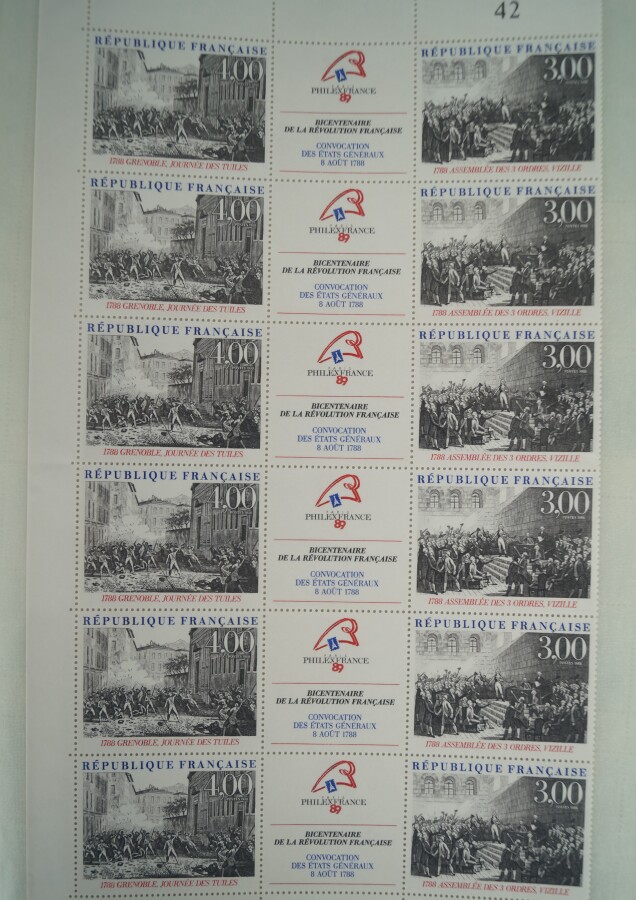 42
RÉPUBLIQUE FRANÇAISE
4,00
1788 GRENOBLE, JOURNÉE DES TUILES
PHILEXFRANCE
89
BICENTENAIRE
DE LA RÉVOLUTION FRANÇAISE
CONVOCATION
DES ÉTATS GÉNÉRAUX
8 AOÛT 1788
RÉPUBLIQUE FRANÇAISE
3,00
1788 ASSEMBLÉE DES 3 ORDRES, VIZILLE
RÉPUBLIQUE FRANÇAISE
4,00
1788 GRENOBLE, JOURNÉE DES TUILES
PHILEXFRANCE
89
BICENTENAIRE
DE LA RÉVOLUTION FRANÇAISE
CONVOCATION
DES ÉTATS GÉNÉRAUX
8 AOÛT 1788
RÉPUBLIQUE FRANÇAISE
3,00
1788 ASSEMBLÉE DES 3 ORDRES, VIZILLE
RÉPUBLIQUE FRANÇAISE
4,00
1788 GRENOBLE, JOURNÉE DES TUILES
PHILEXFRANCE
89
BICENTENAIRE
DE LA RÉVOLUTION FRANÇAISE
CONVOCATION
DES ÉTATS GÉNÉRAUX
8 AOÛT 1788
RÉPUBLIQUE FRANÇAISE
3,00
1788 ASSEMBLÉE DES 3 ORDRES, VIZILLE
RÉPUBLIQUE FRANÇAISE
4,00
1788 GRENOBLE, JOURNÉE DES TUILES
PHILEXFRANCE
89
BICENTENAIRE
DE LA RÉVOLUTION FRANÇAISE
CONVOCATION
DES ÉTATS GÉNÉRAUX
8 AOÛT 1788
RÉPUBLIQUE FRANÇAISE
3,00
1788 ASSEMBLÉE DES 3 ORDRES, VIZILLE
RÉPUBLIQUE FRANÇAISE
4,00
1788 GRENOBLE, JOURNÉE DES TUILES
PHILEXFRANCE
89
BICENTENAIRE
DE LA RÉVOLUTION FRANÇAISE
CONVOCATION
DES ÉTATS GÉNÉRAUX
8 AOÛT 1788
RÉPUBLIQUE FRANÇAISE
3,00
1788 ASSEMBLÉE DES 3 ORDRES, VIZILLE
RÉPUBLIQUE FRANÇAISE
4,00
1788 GRENOBLE, JOURNÉE DES TUILES
PHILEXFRANCE
89
BICENTENAIRE
DE LA RÉVOLUTION FRANÇAISE
CONVOCATION
DES ÉTATS GÉNÉRAUX
8 AOÛT 1788
RÉPUBLIQUE FRANÇAISE
3,00
1788 ASSEMBLÉE DES 3 ORDRES, VIZILLE